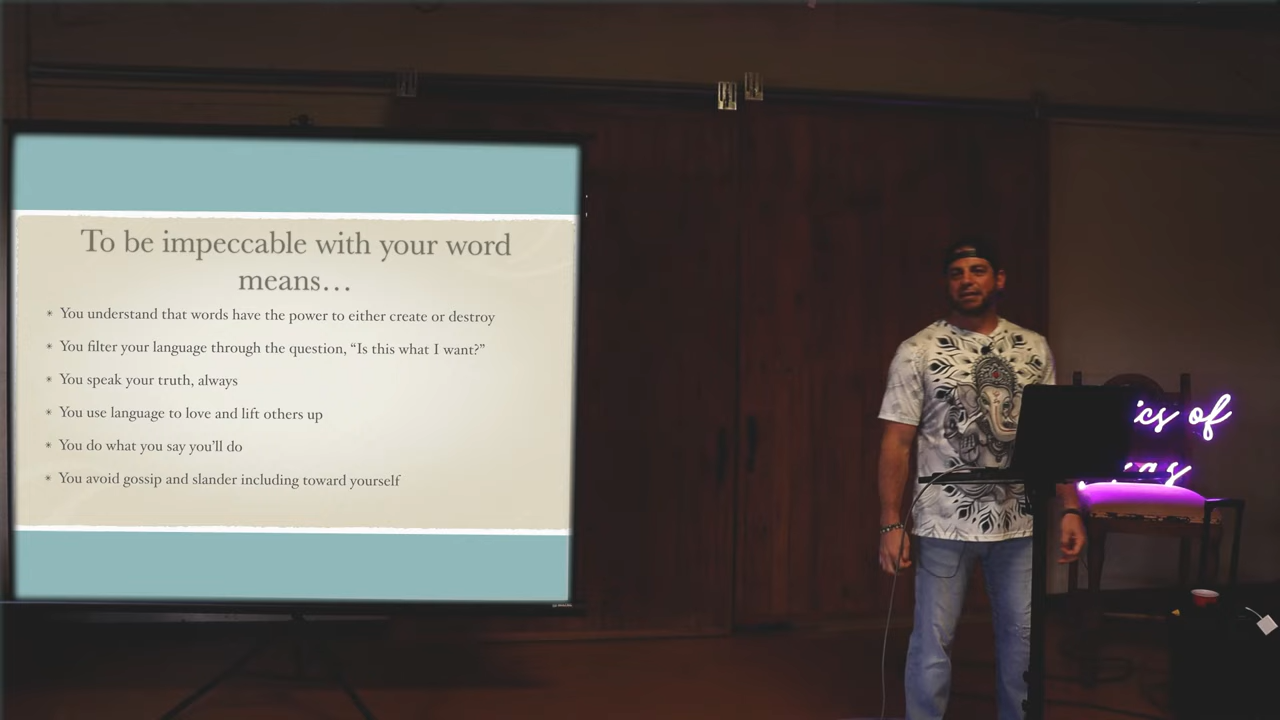 To be impeccable with your word
means…
* You understand that words have the power to either create or destroy
* You filter your language through the question, “Is this what I want?”
* You speak your truth, always
* You use language to love and lift others up
* You do what you say you’ll do
* You avoid gossip and slander including toward yourself
ics of